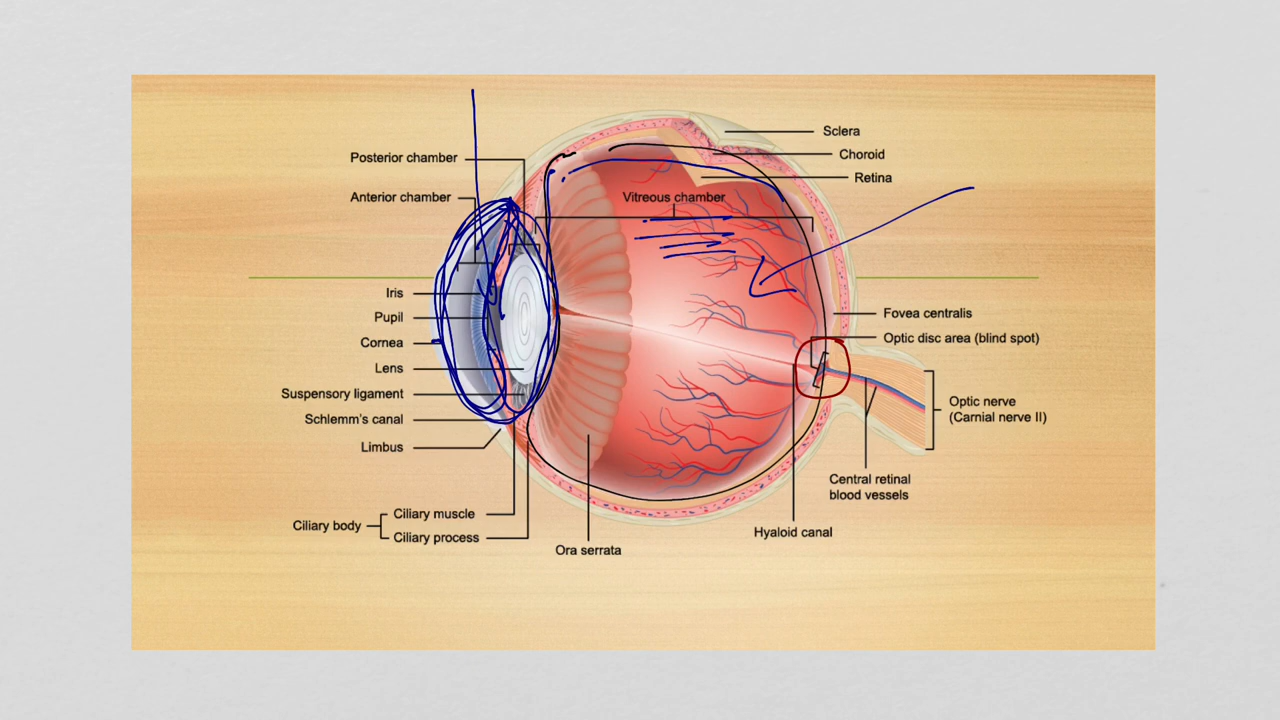 Sclera
Choroid
Retina
Posterior chamber
Anterior chamber
Vitreous chamber
Iris
Pupil
Cornea
Lens
Suspensory ligament
Schlemm's canal
Limbus
Fovea centralis
Optic disc area (blind spot)
Optic nerve
(Carnial nerve II)
Central retinal
blood vessels
Hyaloid canal
Ciliary body
Ciliary muscle
Ciliary process
Ora serrata